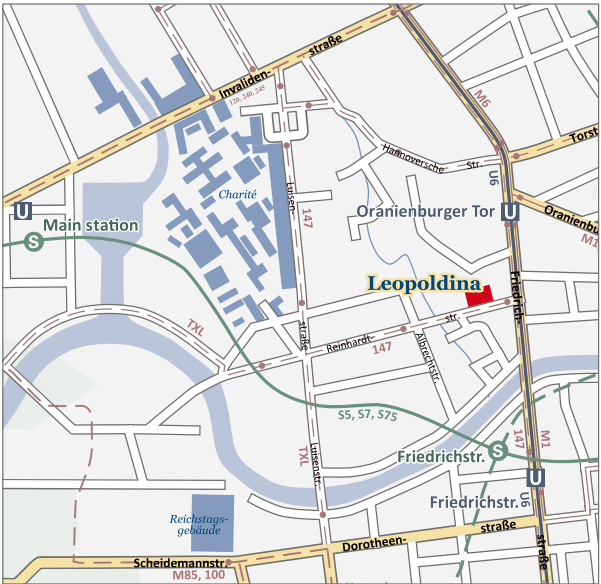 Invaliden-
straße
120, 240, 245
M6
Torst
Hannoversche
Str.
U6
U
Oranienburger Tor
U
Oranienbu
M1
Main station
S
Charité
Luisen-
147
straße
Leopoldina
Friedrich-
TXL
Reinhardt-
str.
147
Albrechtstr.
S5, S7, S75
TXL
Luisenstr.
Friedrichstr.
S
147
M1
U
Friedrichstr.
U6
Reichstags-
gebäude
Dorotheen-
straße
straße
Scheidemannstr.
M85, 100